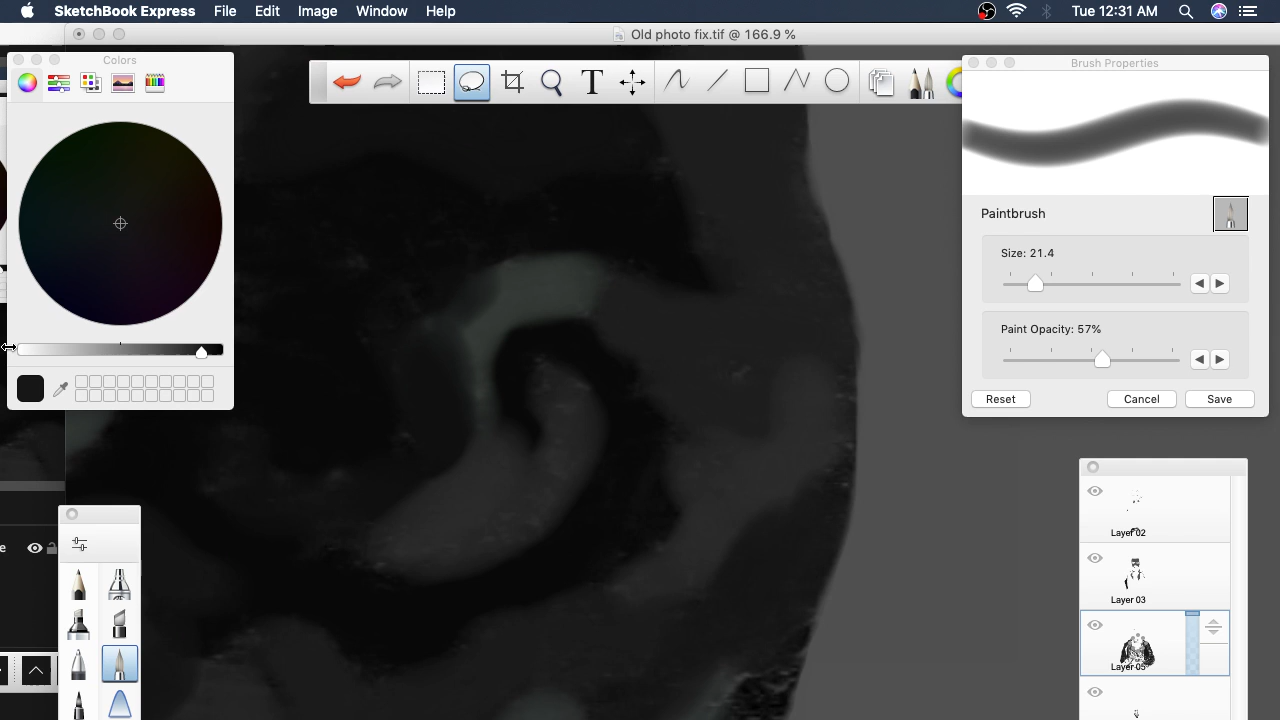 SketchBook Express File Edit Image Window Help Tue 12:31 AM
Old photo fix.tif @ 166.9 %
Colors
T
Brush Properties
Paintbrush
Size: 21.4
Paint Opacity: 57%
Reset Cancel Save
Layer 02
Layer 03
Layer 05
e